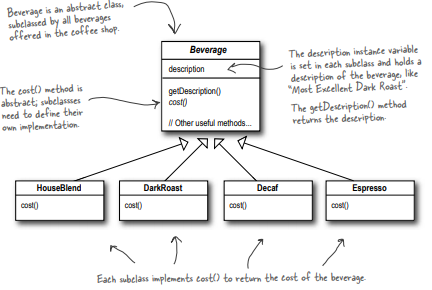 Beverage is an abstract class,
subclassed by all beverages
offered in the coffee shop.
Beverage
description
getDescription()
cost()
// Other useful methods...
The cost() method is
abstract; subclassses
need to define their
own implementation.
The description instance variable
is set in each subclass and holds a
description of the beverage, like
"Most Excellent Dark Roast".
The getDescription() method
returns the description.
HouseBlend
cost()
DarkRoast
cost()
Decaf
cost()
Espresso
cost()
Each subclass implements cost() to return the cost of the beverage.